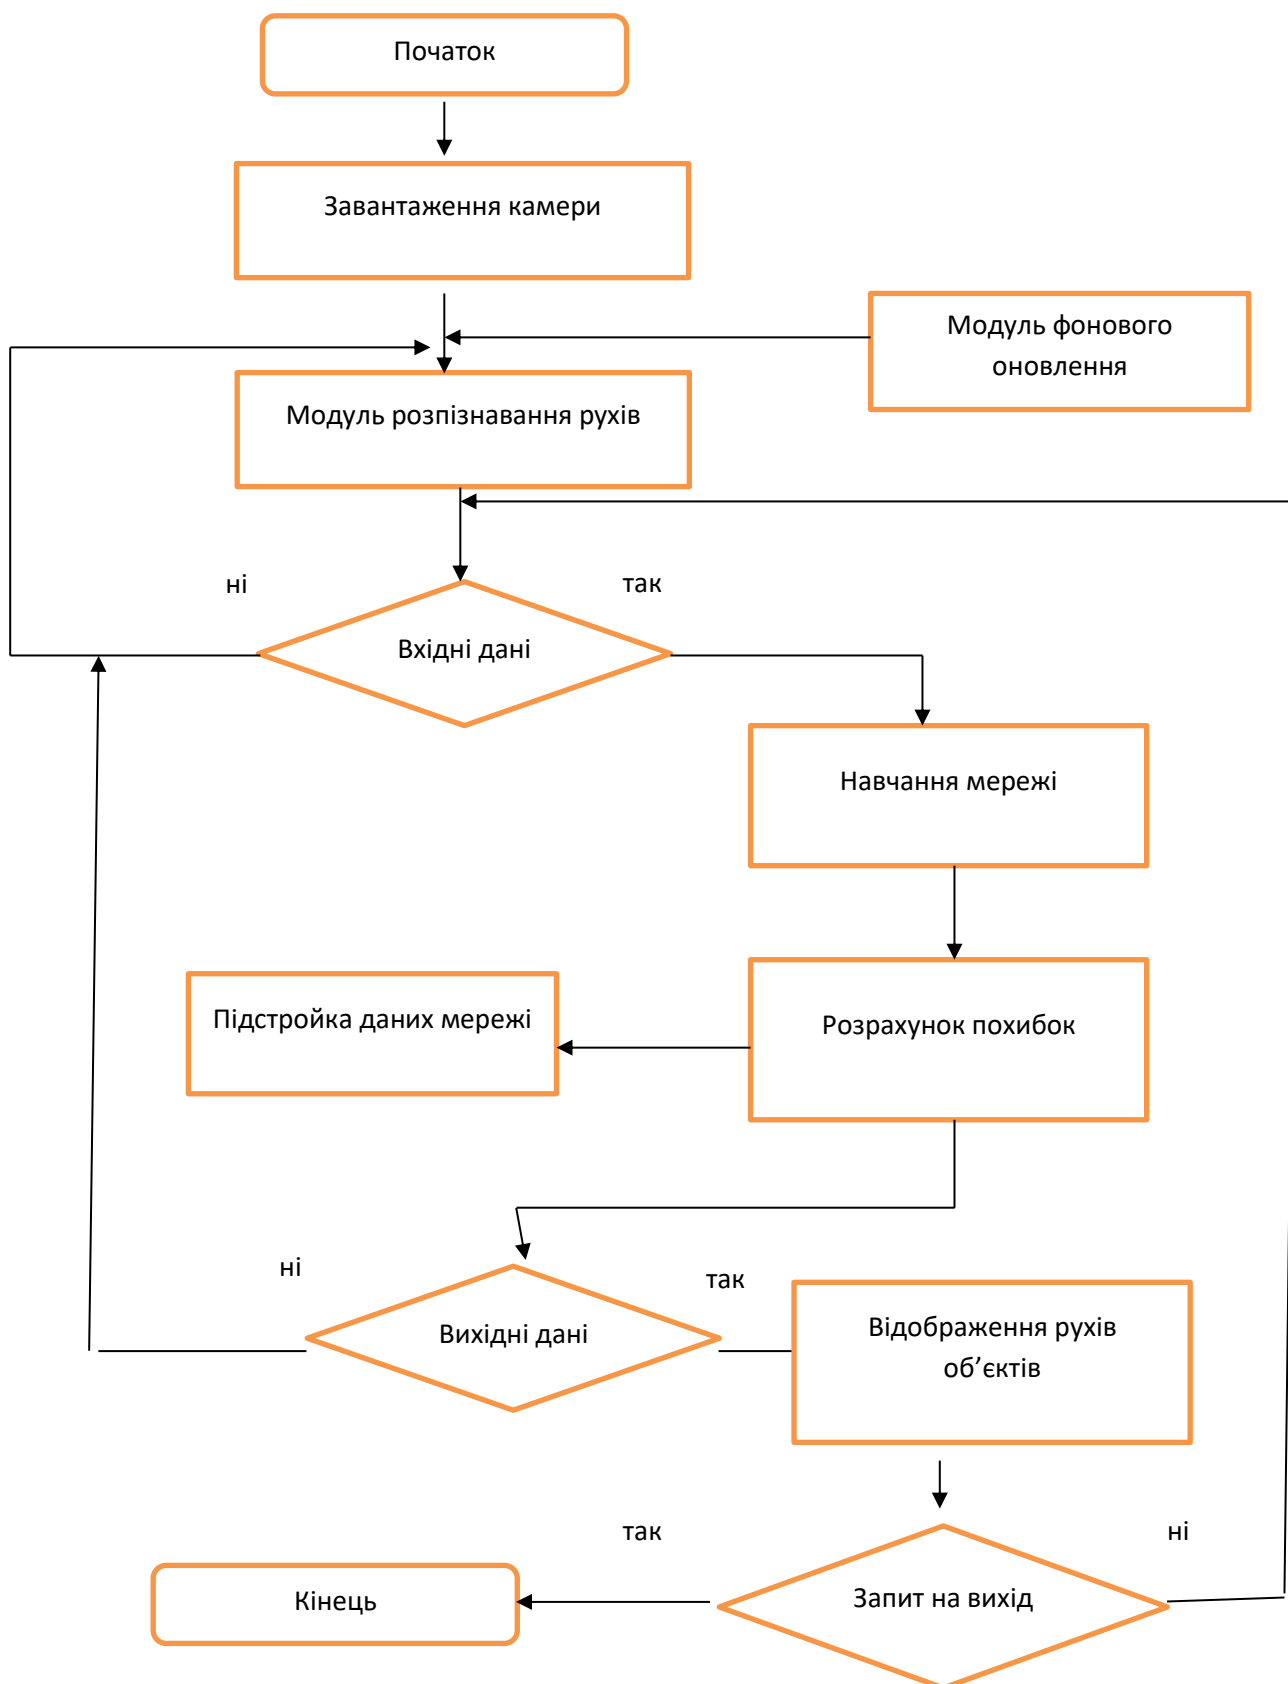 Початок
Завантаження камери
Модуль фонового
оновлення
Модуль розпізнавання рухів
ні
так
Вхідні дані
Навчання мережі
Підстройка даних мережі
Розрахунок похибок
ні
так
Вихідні дані
Відображення рухів
об’єктів
так
ні
Кінець
Запит на вихід